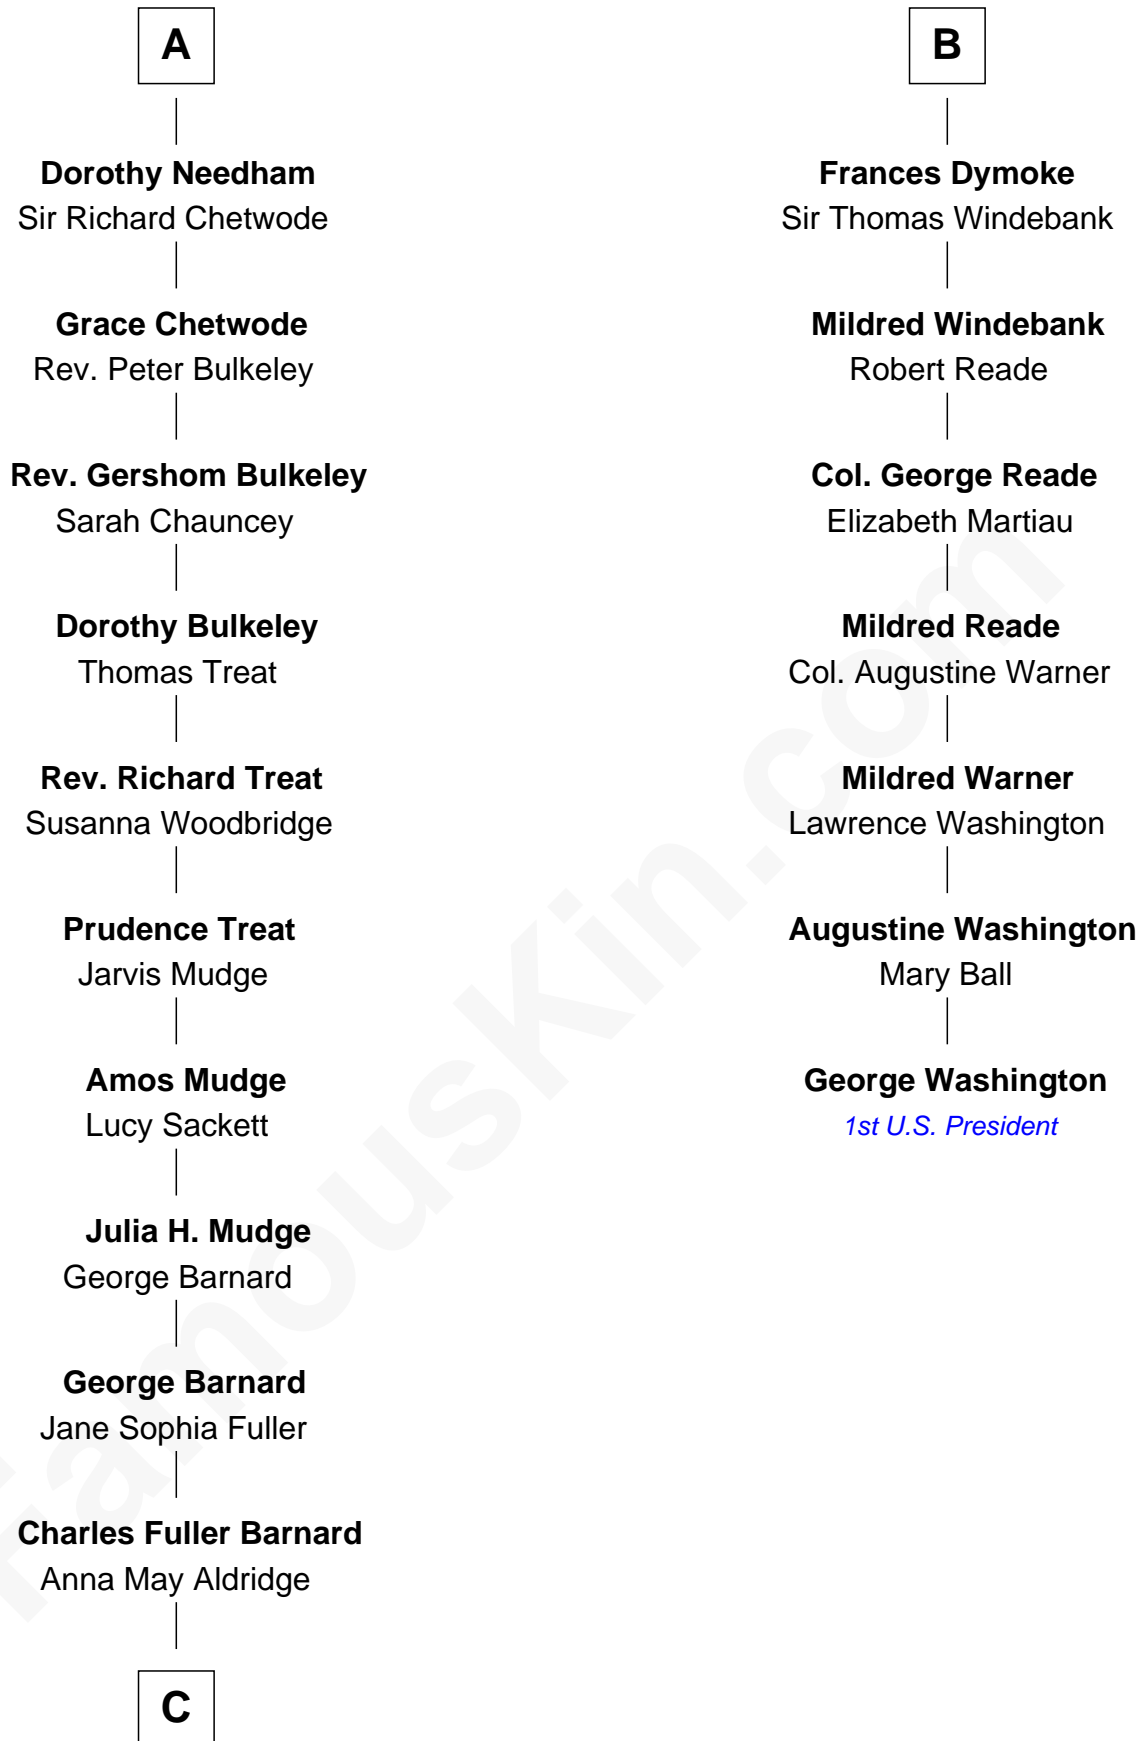 A
Dorothy Needham
Sir Richard Chetwode
Grace Chetwode
Rev. Peter Bulkeley
Rev. Gershom Bulkeley
Sarah Chauncey
Dorothy Bulkeley
Thomas Treat
Rev. Richard Treat
Susanna Woodbridge
Prudence Treat
Jarvis Mudge
Amos Mudge
Lucy Sackett
Julia H. Mudge
George Barnard
George Barnard
Jane Sophia Fuller
Charles Fuller Barnard
Anna May Aldridge
C
B
Frances Dymoke
Sir Thomas Windebank
Mildred Windebank
Robert Reade
Col. George Reade
Elizabeth Martiau
Mildred Reade
Col. Augustine Warner
Mildred Warner
Lawrence Washington
Augustine Washington
Mary Ball
George Washington
1st U.S. President
FamousKin.com